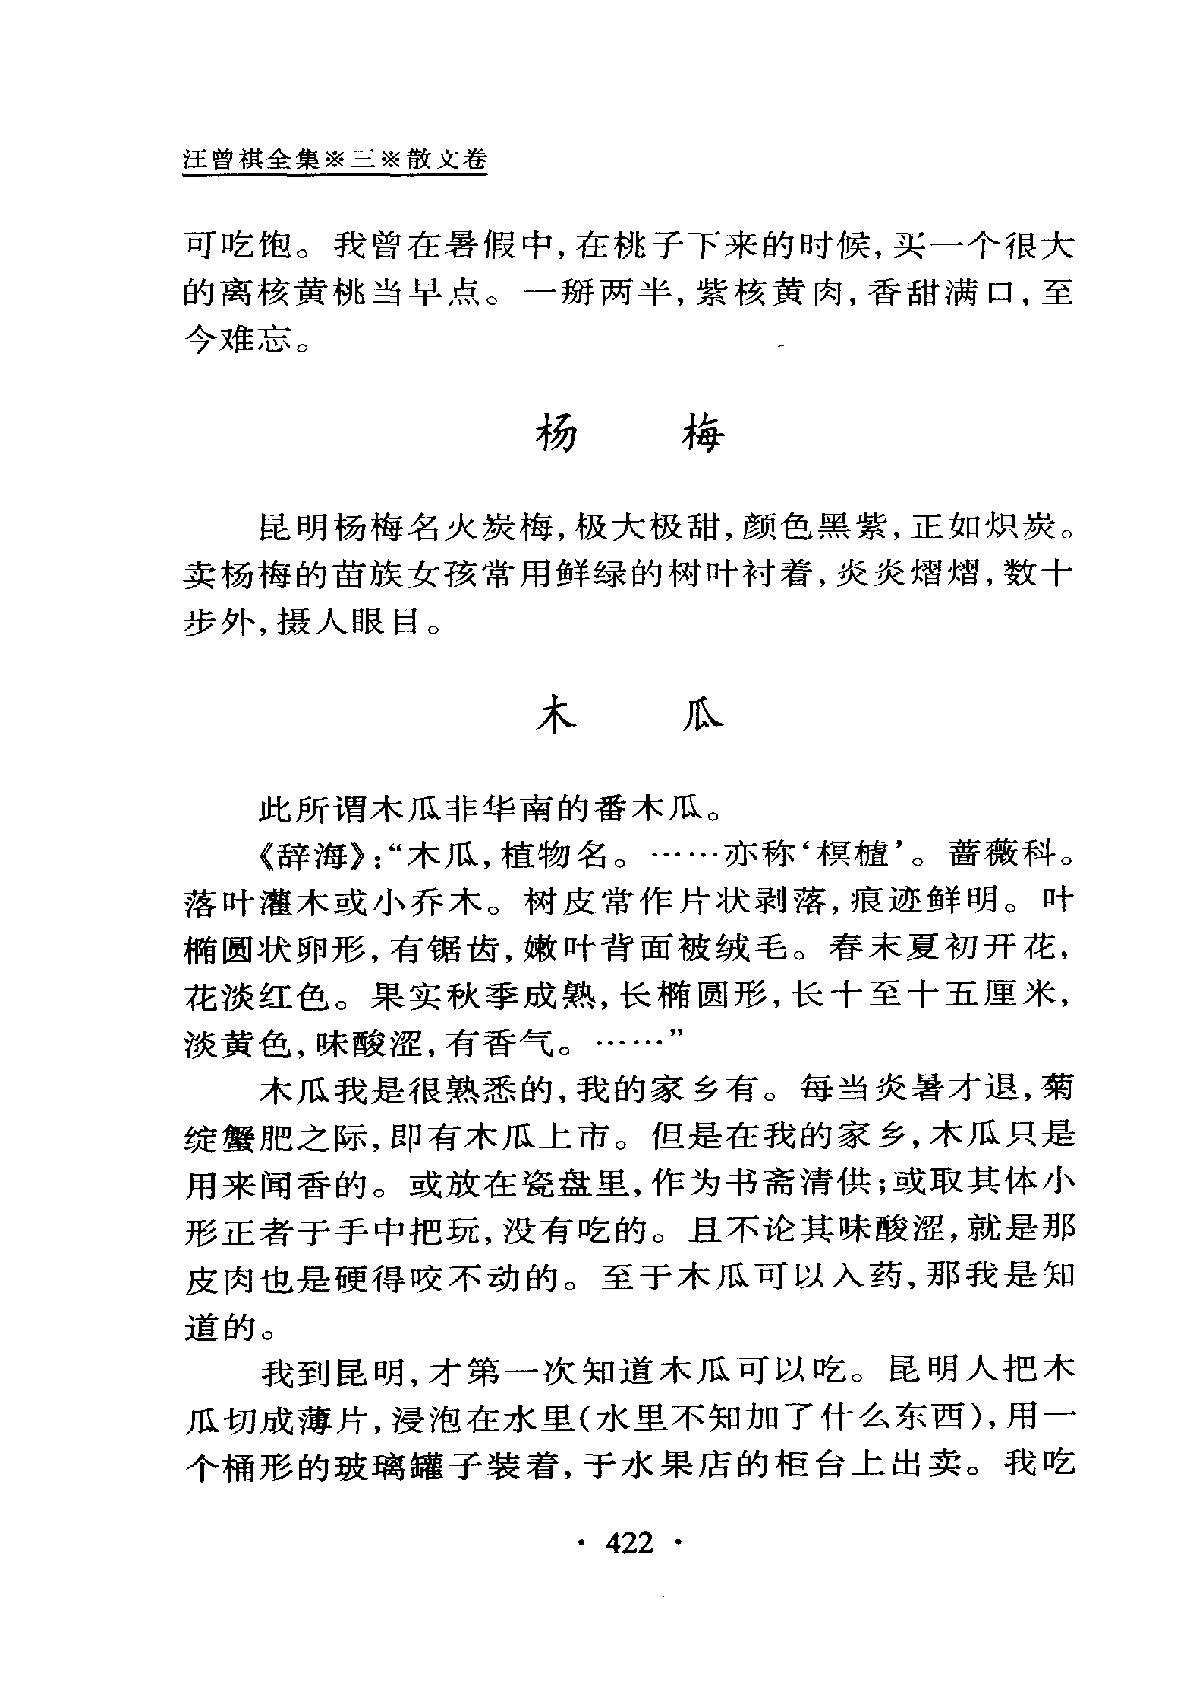 汪曾祺全集※三※散文卷
可吃饱。我曾在暑假中,在桃子下来的时候,买一个很大
的离核黄桃当早点。一掰两半,紫核黄肉,香甜满口,至
今难忘。
杨 梅
昆明杨梅名火炭梅,极大极甜,颜色黑紫,正如炽炭。
卖杨梅的苗族女孩常用鲜绿的树叶衬着,炎炎熠熠,数十
步外,摄人眼目。
木 瓜
此所谓木瓜非华南的番木瓜。
《辞海》:“木瓜,植物名。……亦称‘榠樝’。蔷薇科。
落叶灌木或小乔木。树皮常作片状剥落,痕迹鲜明。叶
椭圆状卵形,有锯齿,嫩叶背面被绒毛。春末夏初开花,
花淡红色。果实秋季成熟,长椭圆形,长十至十五厘米,
淡黄色,味酸涩,有香气。……”
木瓜我是很熟悉的,我的家乡有。每当炎暑才退,菊
绽蟹肥之际,即有木瓜上市。但是在我的家乡,木瓜只是
用来闻香的。或放在瓷盘里,作为书斋清供;或取其体小
形正者于手中把玩,没有吃的。且不论其味酸涩,就是那
皮肉也是硬得咬不动的。至于木瓜可以入药,那我是知
道的。
我到昆明,才第一次知道木瓜可以吃。昆明人把木
瓜切成薄片,浸泡在水里(水里不知加了什么东西),用一
个桶形的玻璃罐子装着,于水果店的柜台上出卖。我吃
· 422 ·